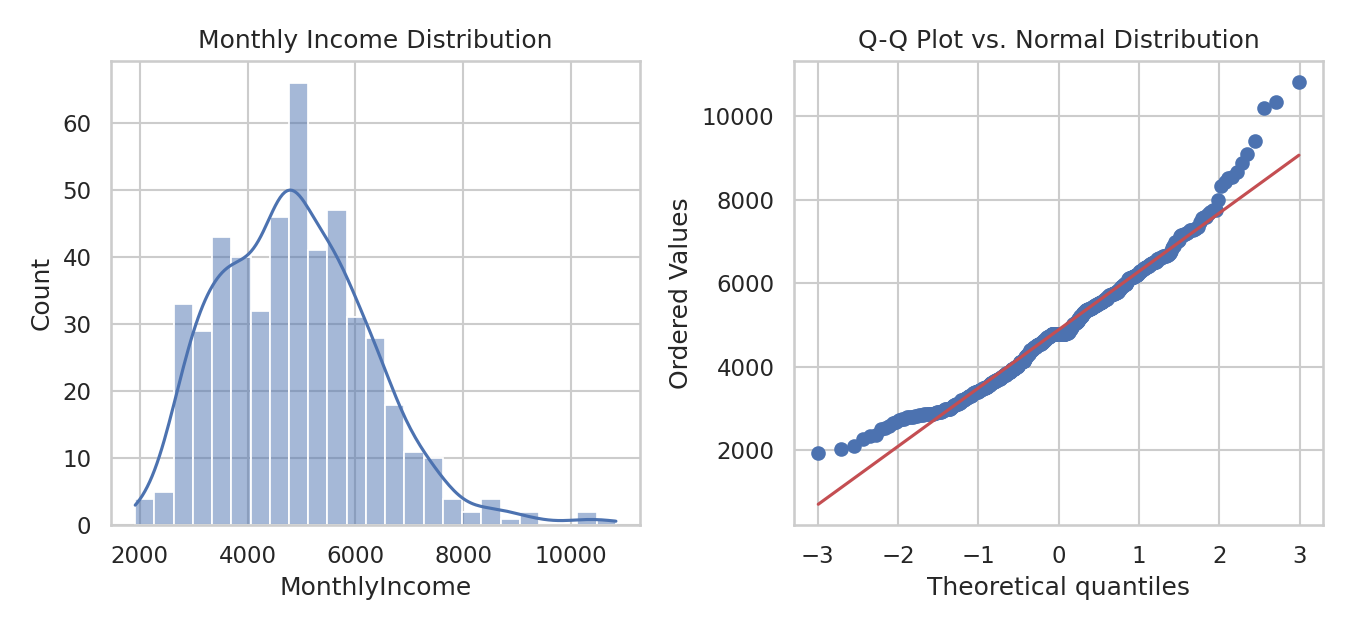 Monthly Income Distribution
Count
60
50
40
30
20
10
0
2000 4000 6000 8000 10000
MonthlyIncome
Q-Q Plot vs. Normal Distribution
Ordered Values
10000
8000
6000
4000
2000
−3 −2 −1 0 1 2 3
Theoretical quantiles